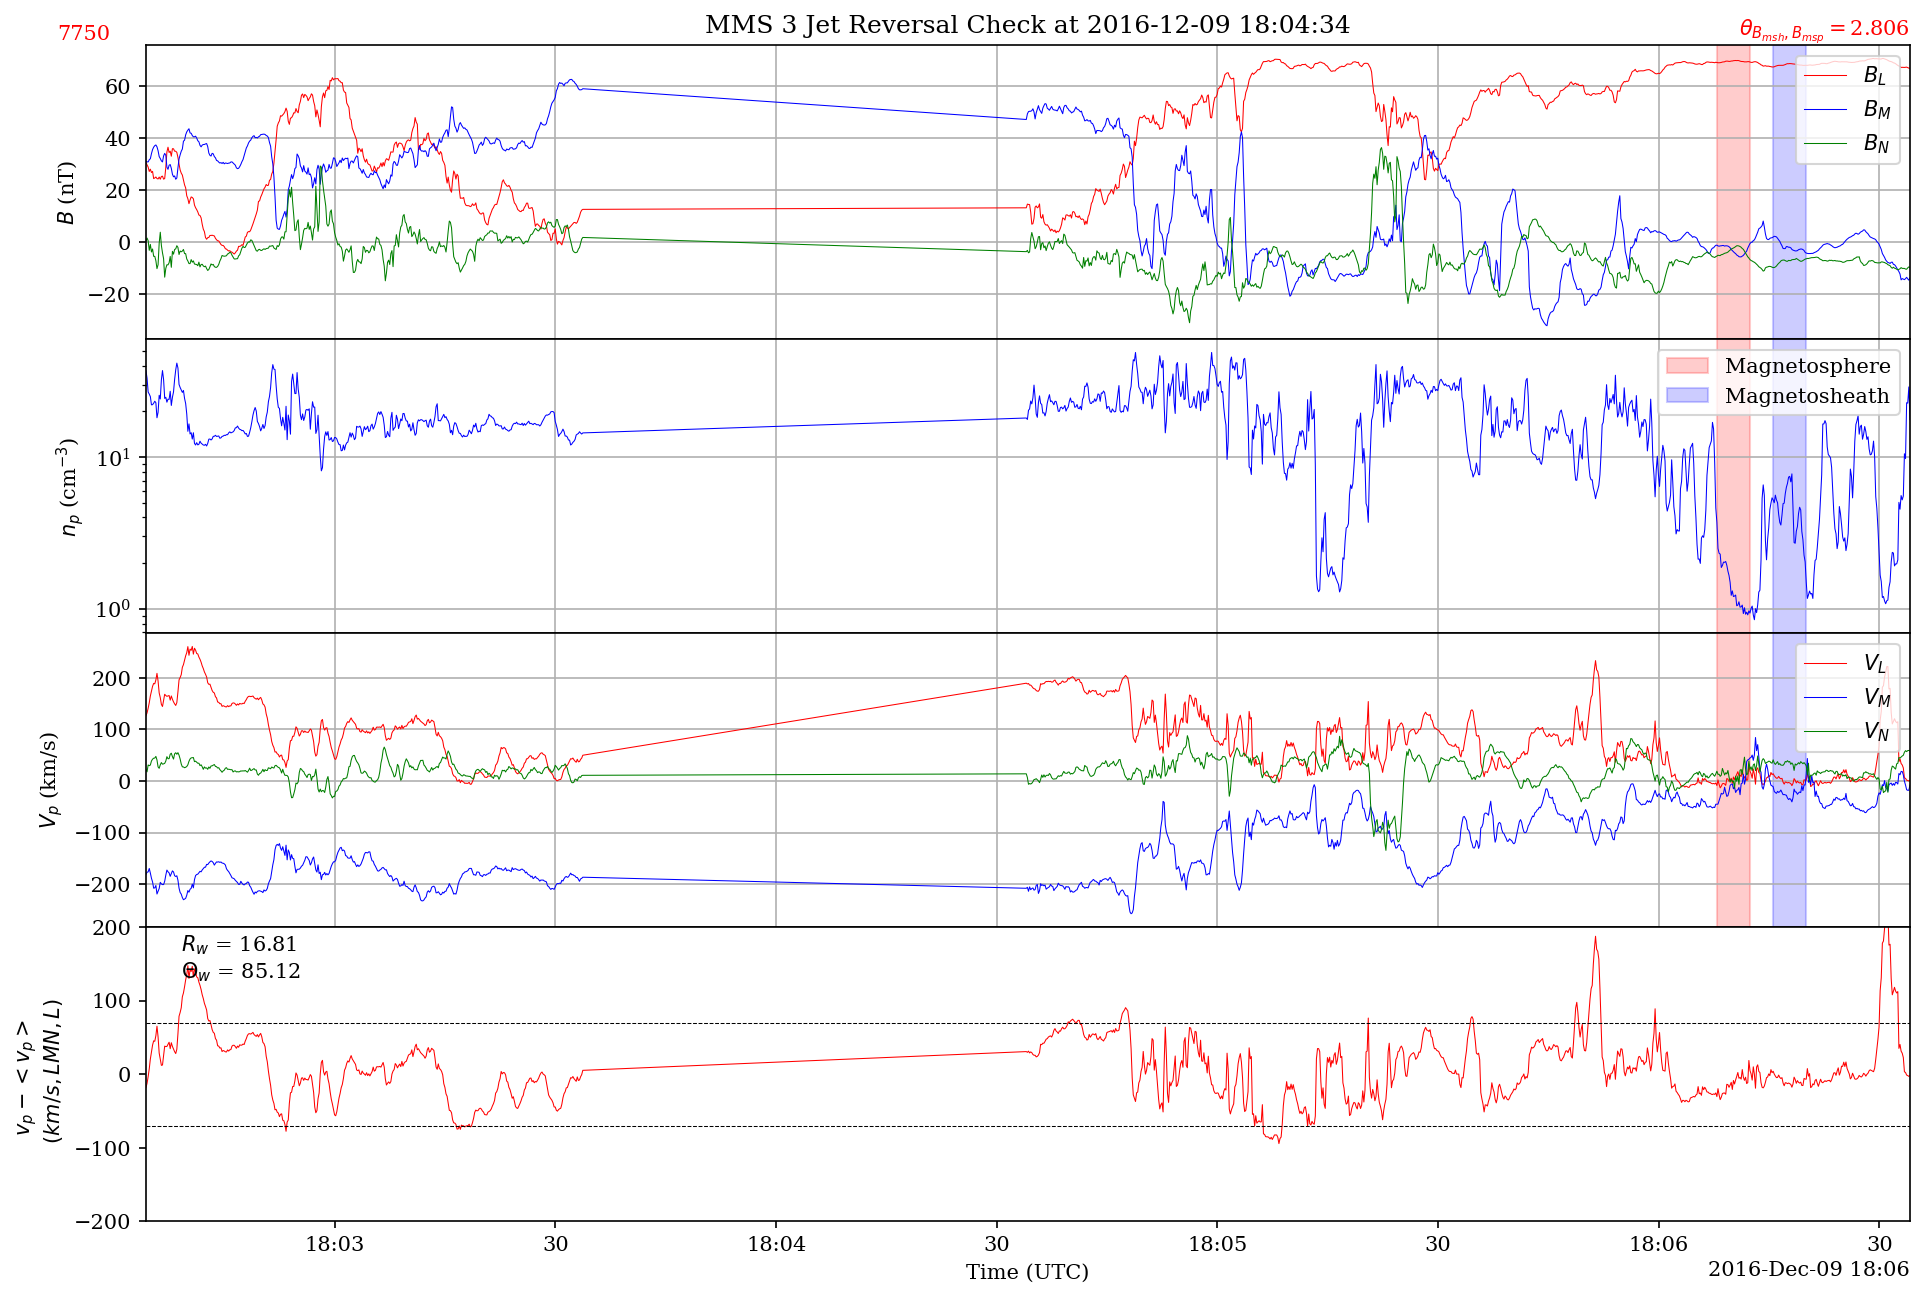 7750
MMS 3 Jet Reversal Check at 2016-12-09 18:04:34
θ_{B_{msh}, B_{msp}} = 2.806
60
40
20
0
−20
B (nT)
B_L
B_M
B_N
10^1
10^0
n_p (cm^{−3})
Magnetosphere
Magnetosheath
200
100
0
−100
−200
V_p (km/s)
V_L
V_M
V_N
200
100
0
−100
−200
v_p − < v_p >
(km/s, LMN, L)
R_w = 16.81
Θ_w = 85.12
18:03
30
18:04
30
18:05
30
18:06
30
Time (UTC)
2016-Dec-09 18:06